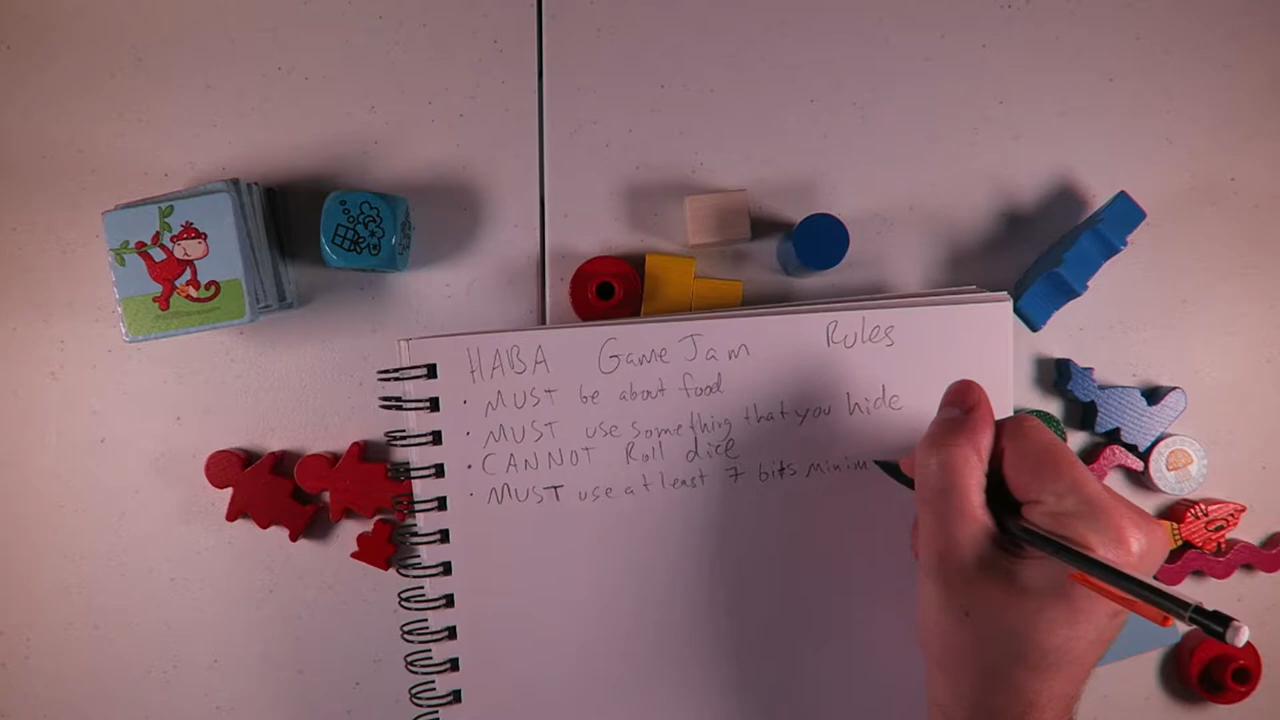 HABA Game Jam Rules
· MUST be about food
· MUST use something that you hide
· CANNOT Roll dice
· MUST use at least 7 bits minim